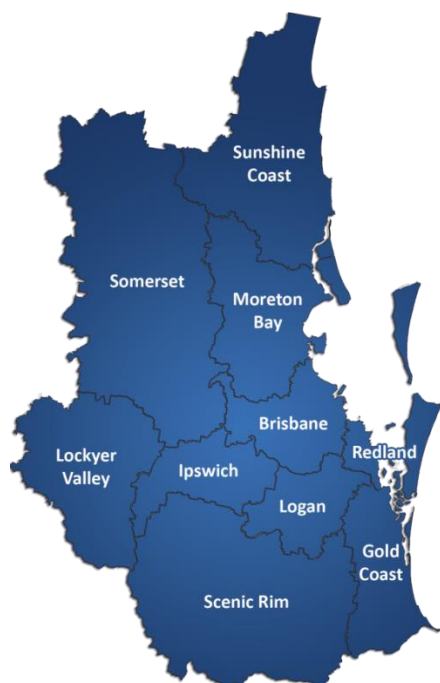 Sunshine
Coast
Somerset
Moreton
Bay
Brisbane
Redland
Lockyer
Valley
Ipswich
Logan
Gold
Coast
Scenic Rim